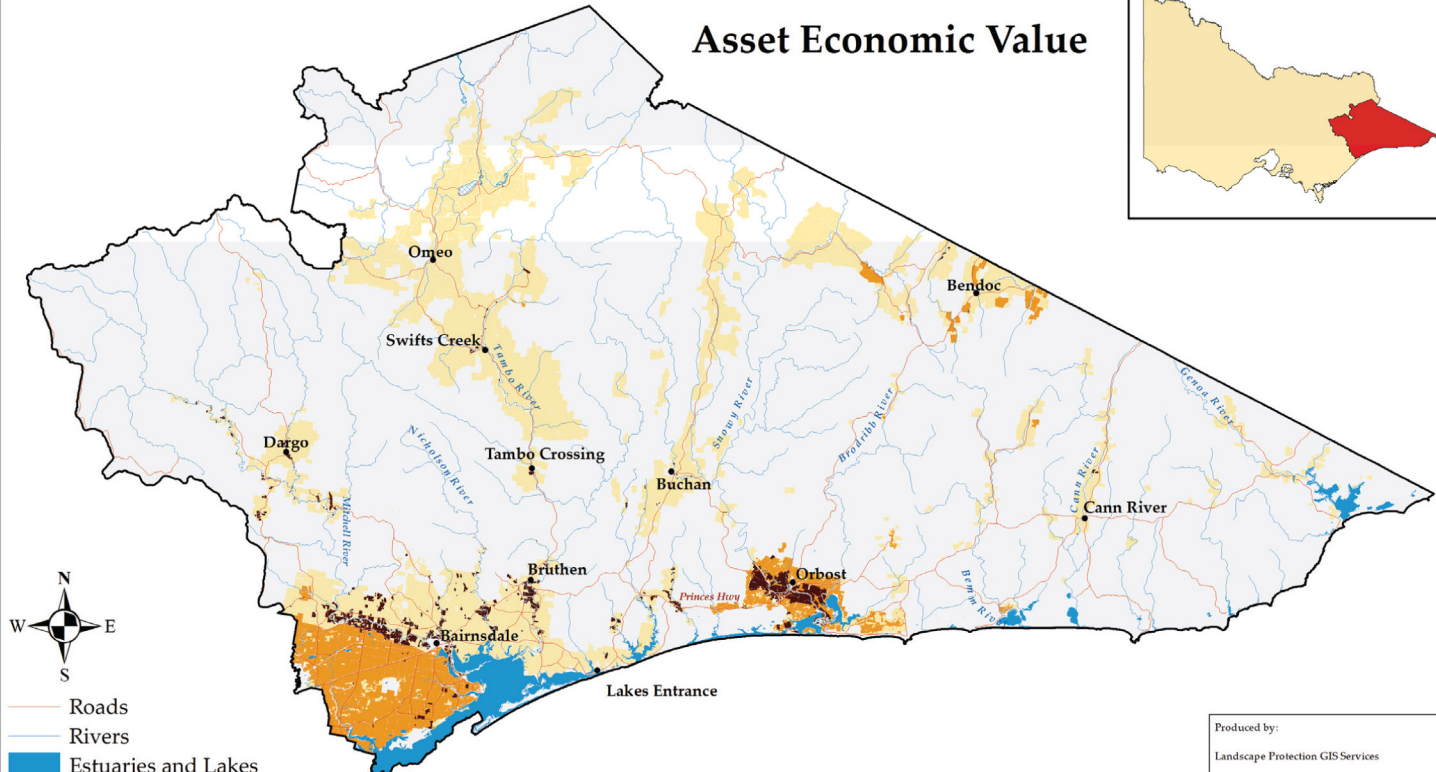 Asset Economic Value
Omeo
Bendoc
Swifts Creek
Tambo River
Snowy River
Genoa River
Brodribb River
Dargo
Nicholson River
Tambo Crossing
Buchan
Cann River
Cann River
Mitchell River
Bruthen
Orbost
Princes Hwy
Bemm River
Bairnsdale
Lakes Entrance
N
W
E
S
Roads
Rivers
Estuaries and Lakes
Produced by:
Landscape Protection GIS Services